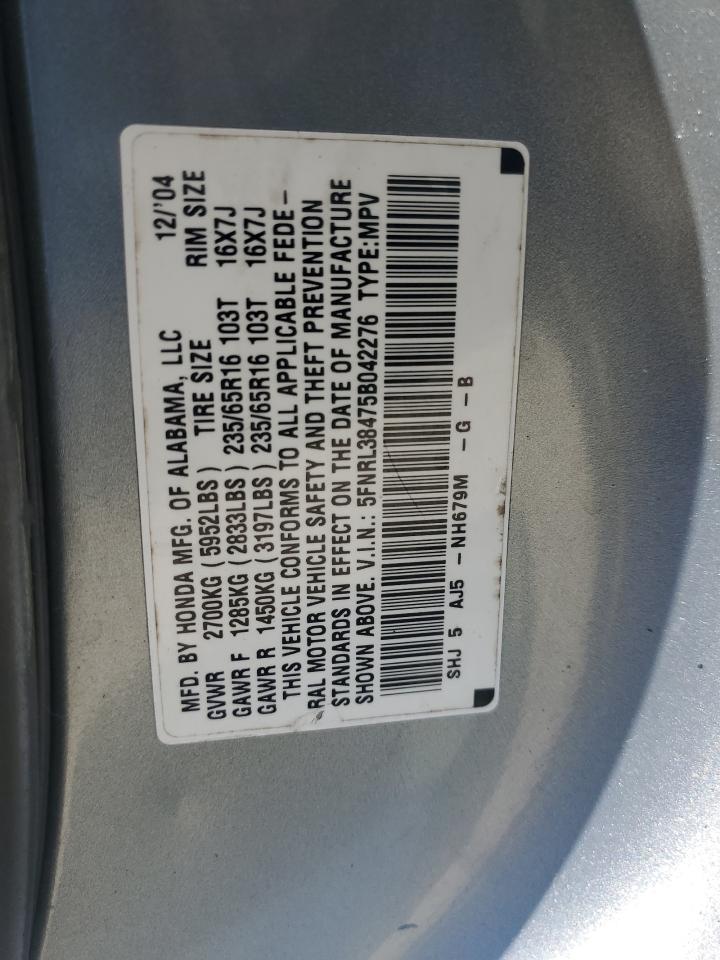 MFD. BY HONDA MFG. OF ALABAMA, LLC 12/'04
GVWR 2700KG (5952LBS) TIRE SIZE RIM SIZE
GAWR F 1285KG (2833LBS) 235/65R16 103T 16X7J
GAWR R 1450KG (3197LBS) 235/65R16 103T 16X7J
THIS VEHICLE CONFORMS TO ALL APPLICABLE FEDE-
RAL MOTOR VEHICLE SAFETY AND THEFT PREVENTION
STANDARDS IN EFFECT ON THE DATE OF MANUFACTURE
SHOWN ABOVE. V.I.N.: 5FNRL38475B042276 TYPE:MPV
SHJ 5 AJ5 -NH679M -G -B